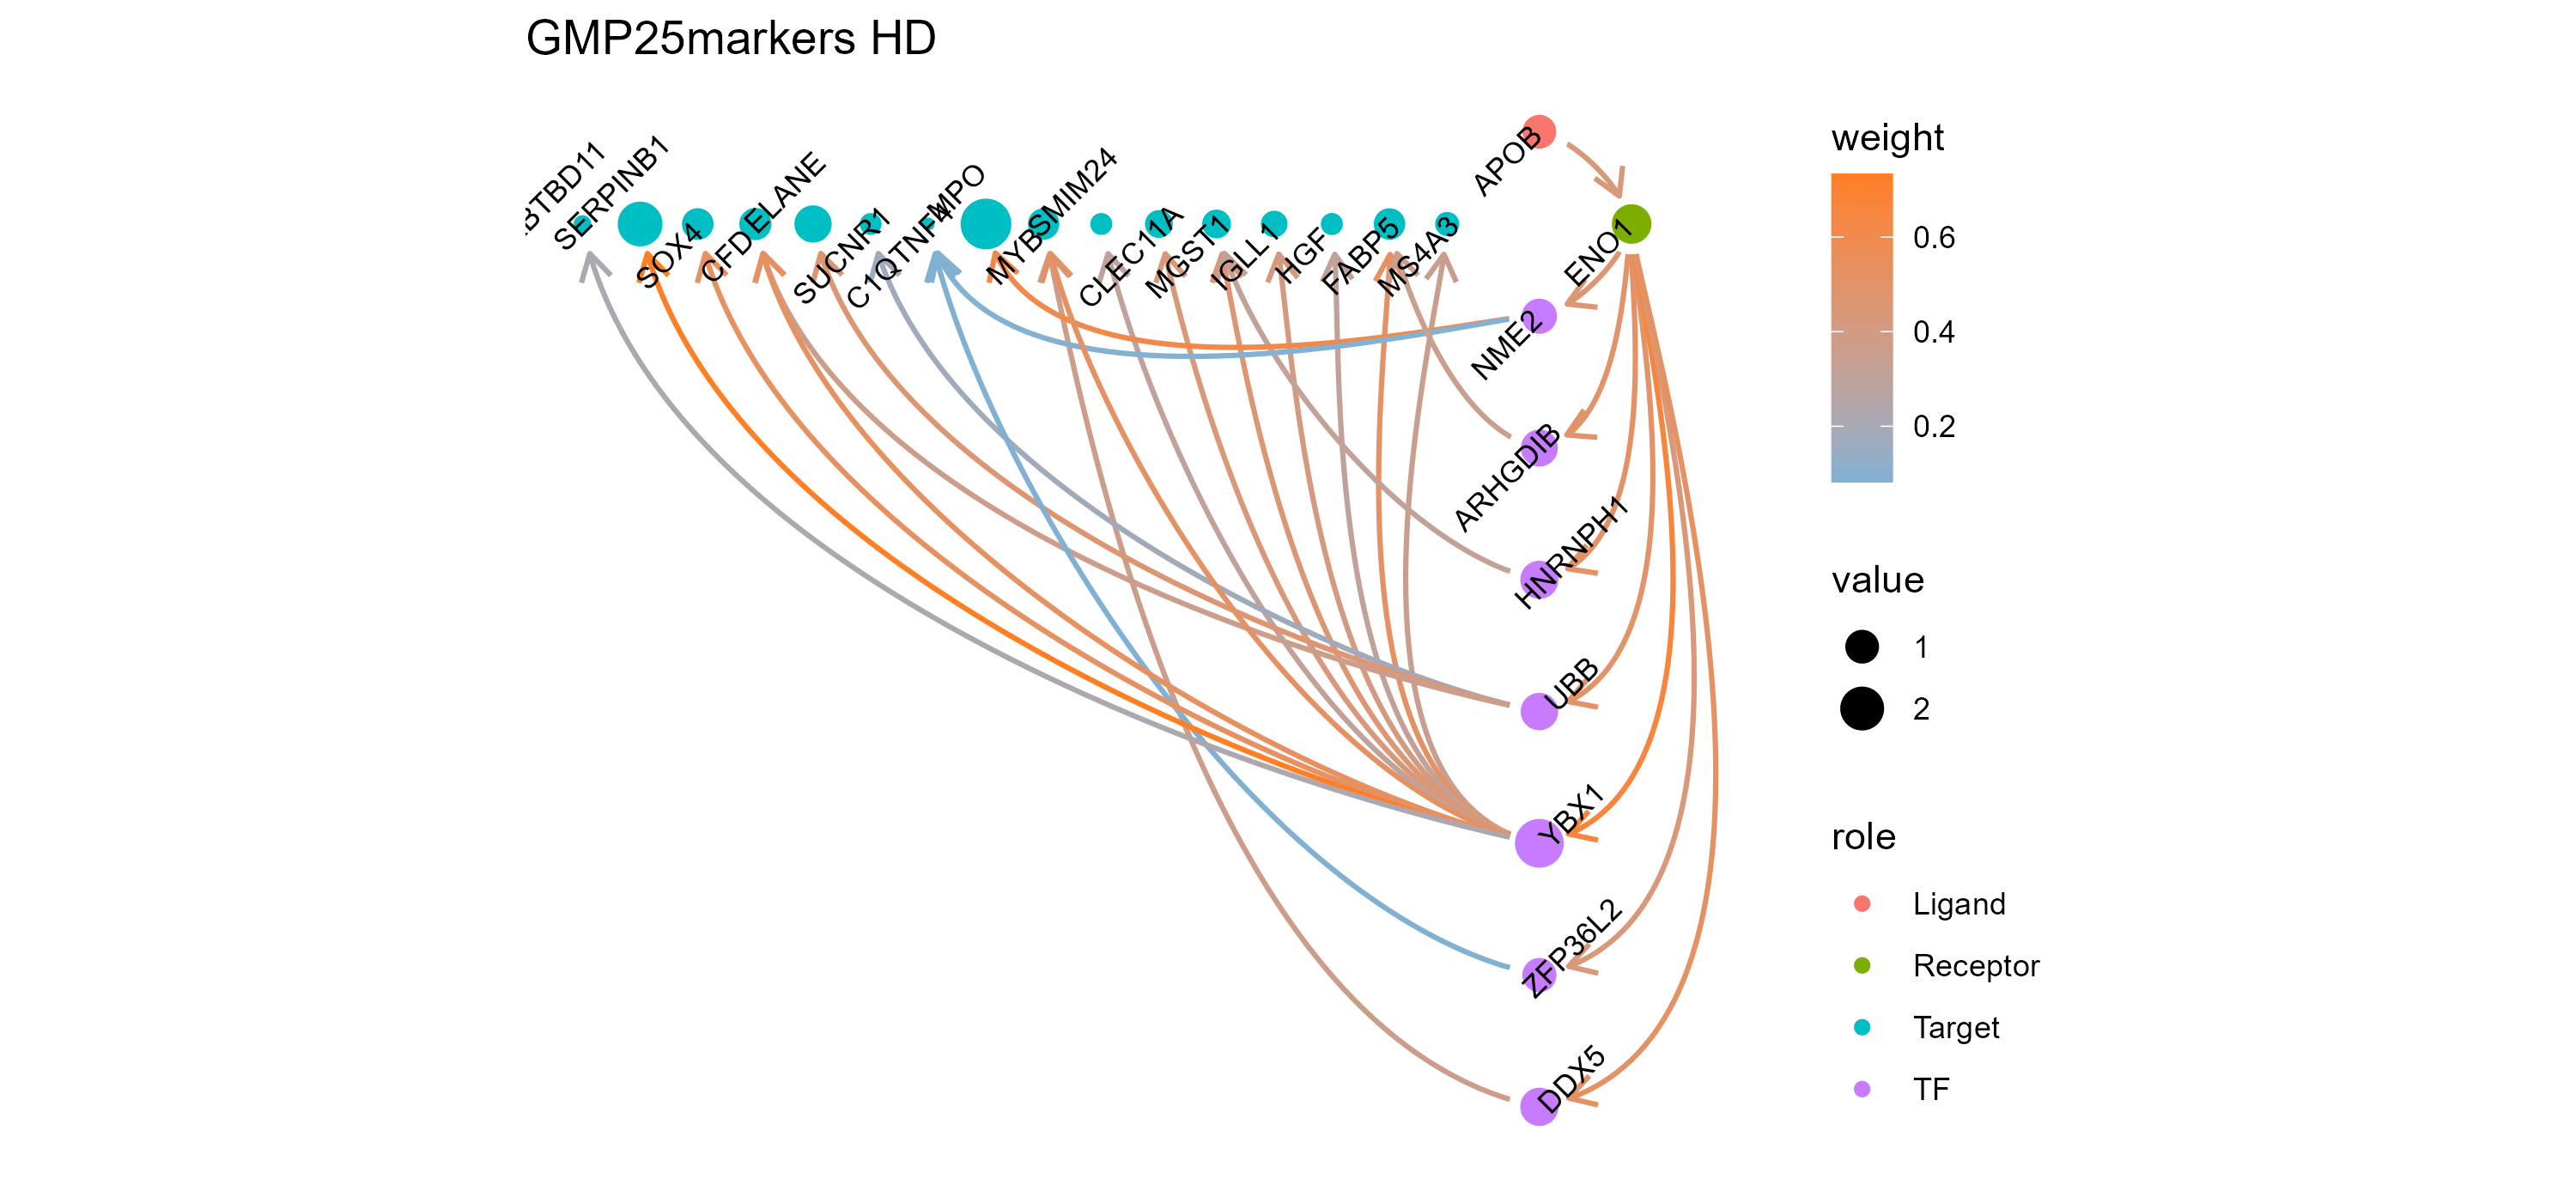 GMP25markers HD
BTBD11
SERPINB1
SOX4
CFD
ELANE
SUCNR1
C1QTNF4
MPO
MYB
SMIM24
CLEC11A
MGST1
IGLL1
HGF
FABP5
MS4A3
APOB
ENO1
NME2
ARHGDIB
HNRNPH1
UBB
YBX1
ZFP36L2
DDX5
weight
0.6
0.4
0.2
value
1
2
role
Ligand
Receptor
Target
TF